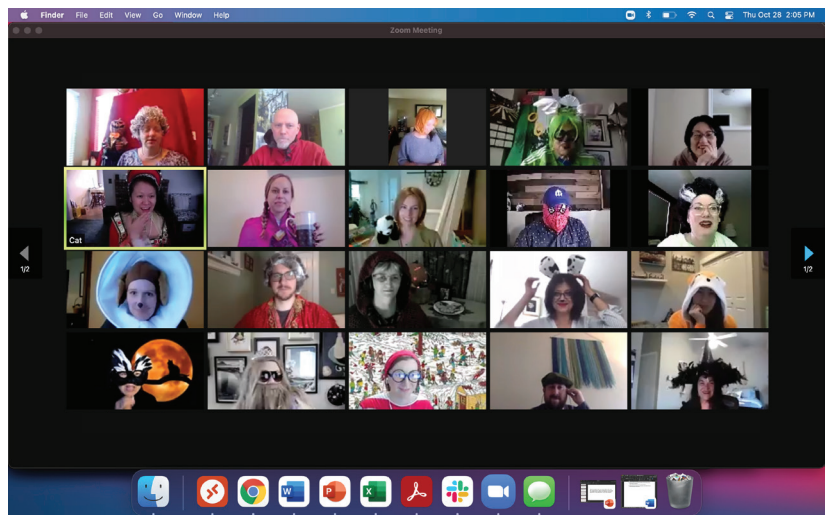 Finder File Edit View Go Window Help Thu Oct 28 2:05 PM
Zoom Meeting
Cat
1/2 1/2
W P X